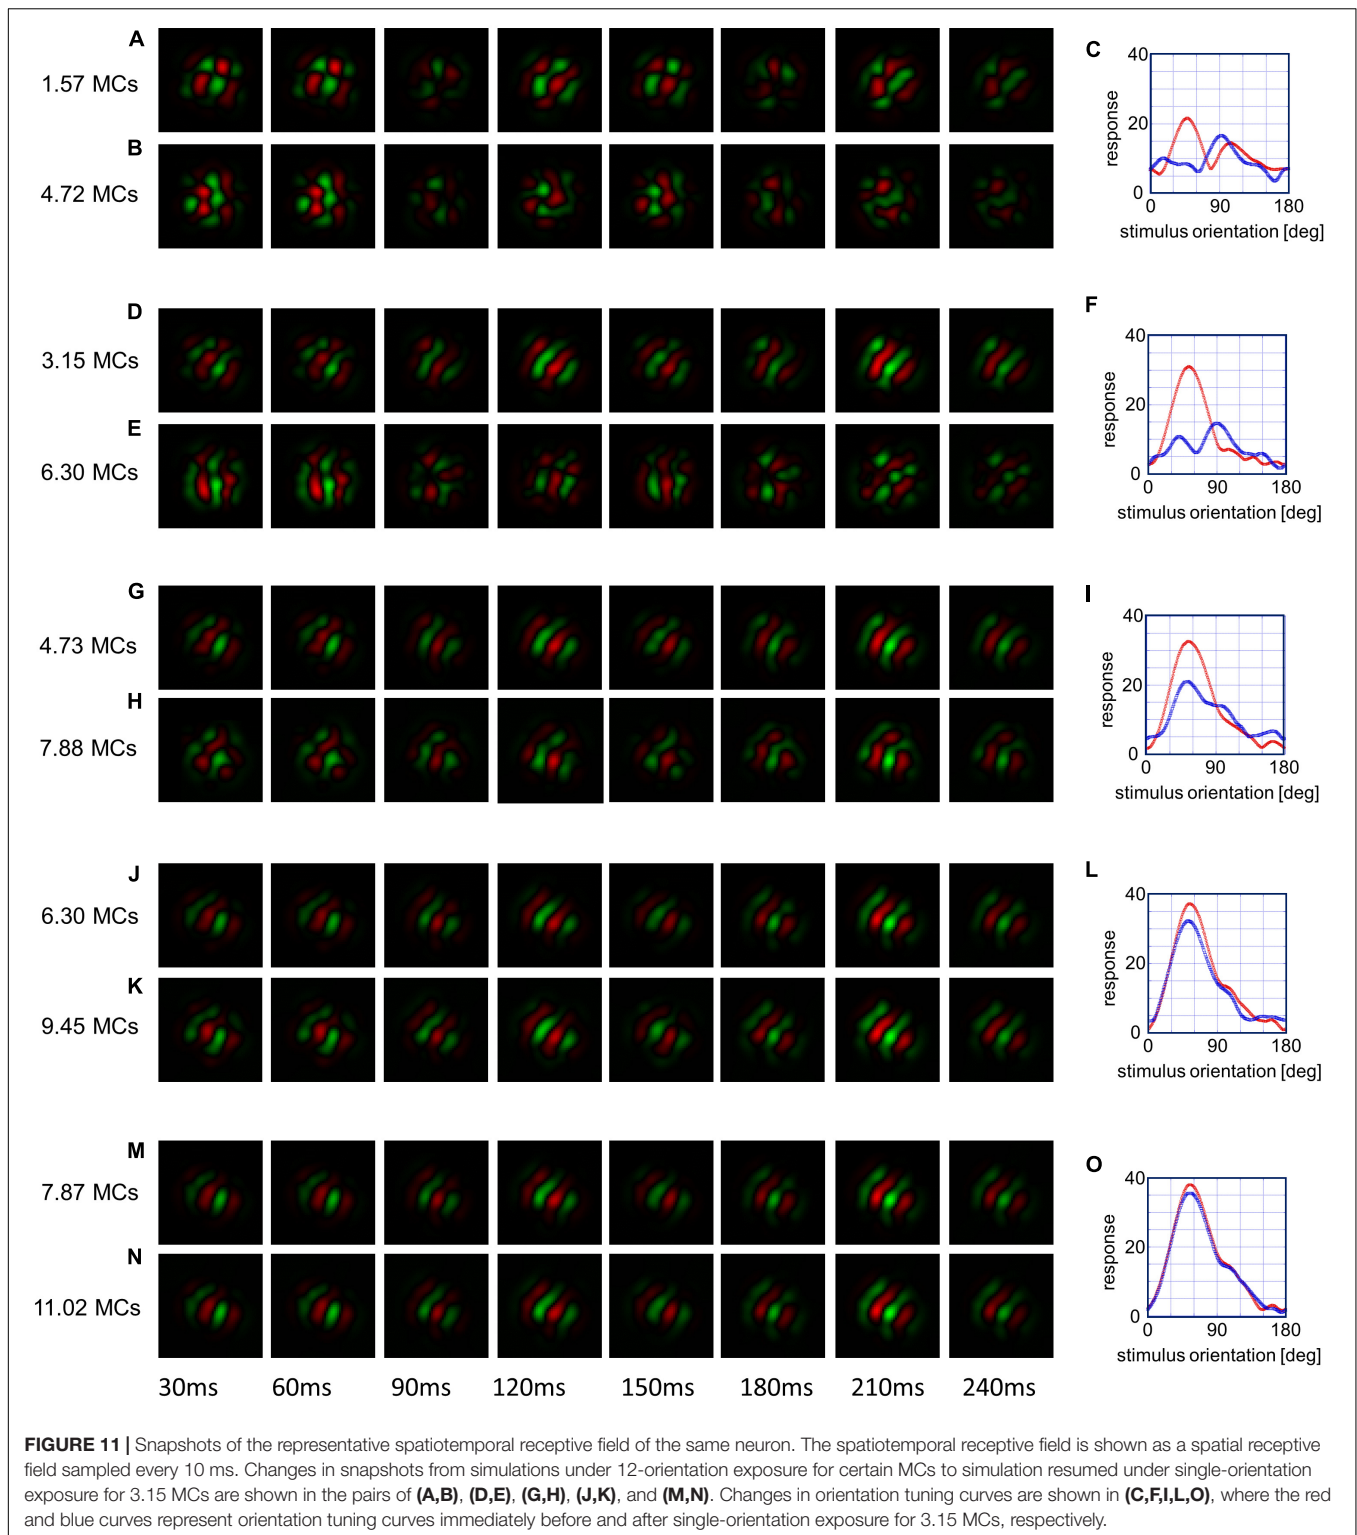 A
1.57 MCs
B
4.72 MCs
C
40
20
0
response
0 90 180
stimulus orientation [deg]
D
3.15 MCs
E
6.30 MCs
F
40
20
0
response
0 90 180
stimulus orientation [deg]
G
4.73 MCs
H
7.88 MCs
I
40
20
0
response
0 90 180
stimulus orientation [deg]
J
6.30 MCs
K
9.45 MCs
L
40
20
0
response
0 90 180
stimulus orientation [deg]
M
7.87 MCs
N
11.02 MCs
O
40
20
0
response
0 90 180
stimulus orientation [deg]
30ms 60ms 90ms 120ms 150ms 180ms 210ms 240ms
FIGURE 11 | Snapshots of the representative spatiotemporal receptive field of the same neuron. The spatiotemporal receptive field is shown as a spatial receptive
field sampled every 10 ms. Changes in snapshots from simulations under 12-orientation exposure for certain MCs to simulation resumed under single-orientation
exposure for 3.15 MCs are shown in the pairs of (A,B), (D,E), (G,H), (J,K), and (M,N). Changes in orientation tuning curves are shown in (C,F,I,L,O), where the red
and blue curves represent orientation tuning curves immediately before and after single-orientation exposure for 3.15 MCs, respectively.